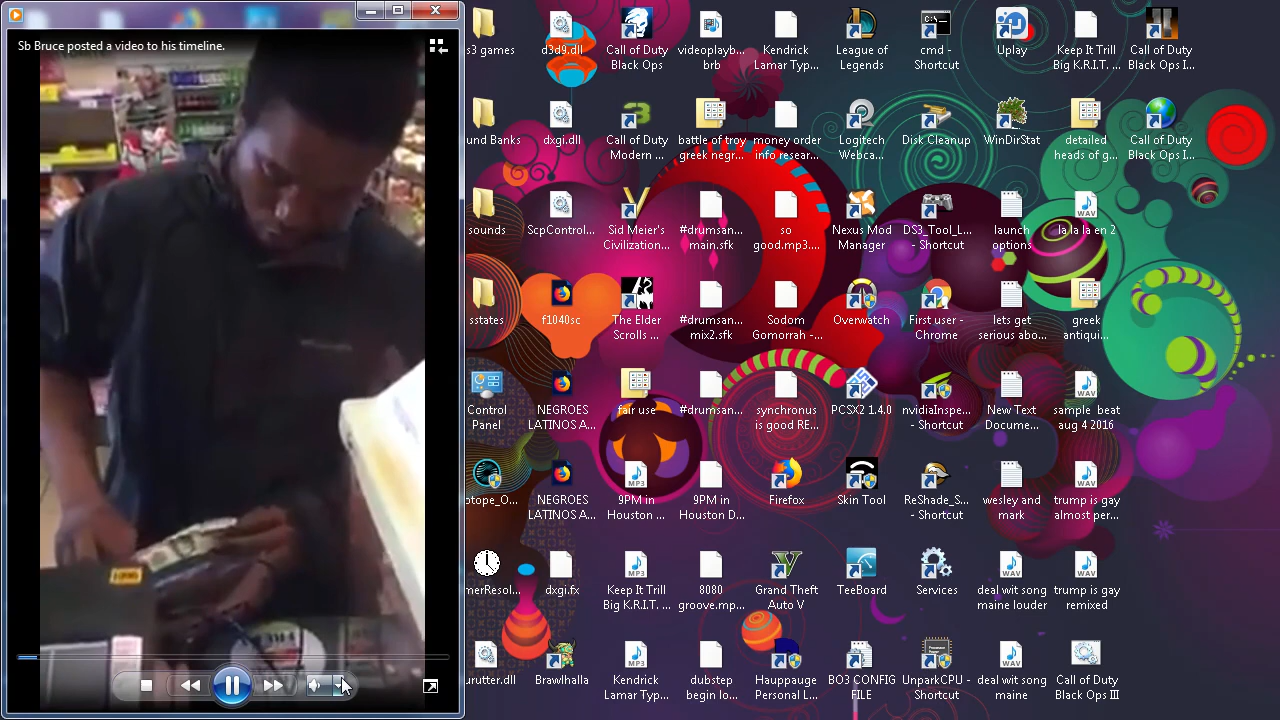 Sb Bruce posted a video to his timeline.
s3 games
d3d9.dll
Call of Duty
Black Ops
videoplayb...
brb
Kendrick
Lamar Typ...
League of
Legends
cmd -
Shortcut
Uplay
Keep It Trill
Big K.R.I.T. ...
Call of Duty
Black Ops I...
und Banks
dxgi.dll
Call of Duty
Modern ...
battle of troy
greek negr...
money order
info resear...
Logitech
Webca...
Disk Cleanup
WinDirStat
detailed
heads of g...
Call of Duty
Black Ops I...
sounds
ScpControl...
Sid Meier's
Civilization...
#drumsan...
main.sfk
so
good.mp3....
Nexus Mod
Manager
DS3_Tool_L...
- Shortcut
launch
options
la la la en 2
sstates
f1040sc
The Elder
Scrolls ...
#drumsan...
mix2.sfk
Sodom
Gomorrah -...
Overwatch
First user -
Chrome
lets get
serious abo...
greek
antiqui...
Control
Panel
NEGROES
LATINOS A...
fair use
#drumsan...
synchronus
is good RE...
PCSX2 1.4.0
nvidiaInspe...
- Shortcut
New Text
Docume...
sample beat
aug 4 2016
otope_O...
NEGROES
LATINOS A...
9PM in
Houston ...
9PM in
Houston D...
Firefox
Skin Tool
ReShade_S...
- Shortcut
wesley and
mark
trump is gay
almost per...
merResol...
dxgi.fx
Keep It Trill
Big K.R.I.T. ...
8080
groove.mp...
Grand Theft
Auto V
TeeBoard
Services
deal wit song
maine louder
trump is gay
remixed
urutter.dll
Brawlhalla
Kendrick
Lamar Typ...
dubstep
begin lo...
Hauppauge
Personal L...
BO3 CONFIG
FILE
UnparkCPU -
Shortcut
deal wit song
maine
Call of Duty
Black Ops III